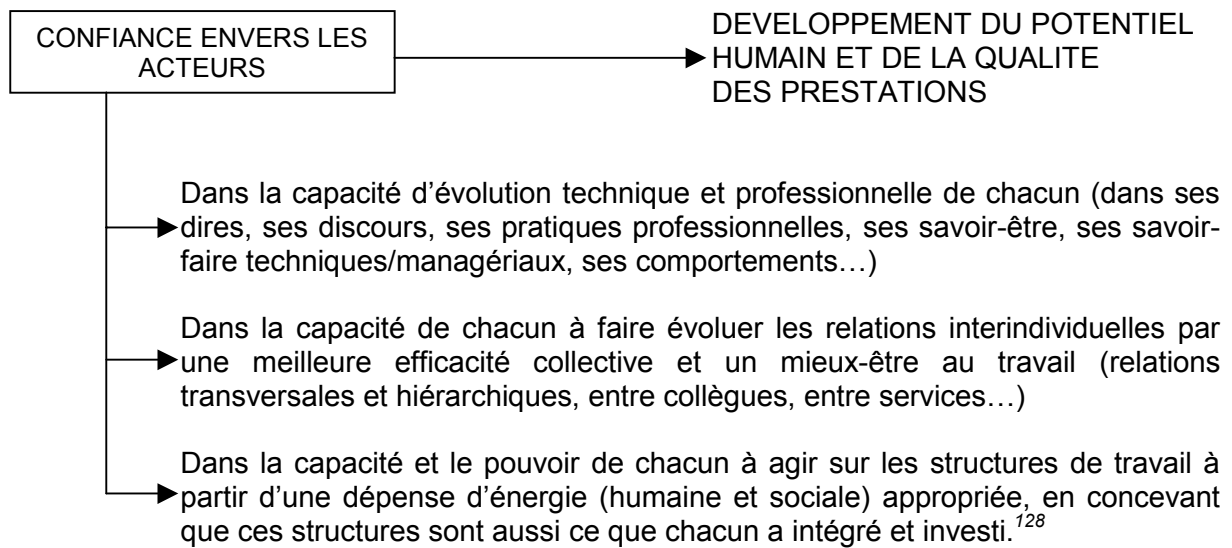 CONFIANCE ENVERS LES
ACTEURS
DEVELOPPEMENT DU POTENTIEL
HUMAIN ET DE LA QUALITE
DES PRESTATIONS
Dans la capacité d’évolution technique et professionnelle de chacun (dans ses
dires, ses discours, ses pratiques professionnelles, ses savoir-être, ses savoir-
faire techniques/managériaux, ses comportements…)
Dans la capacité de chacun à faire évoluer les relations interindividuelles par
une meilleure efficacité collective et un mieux-être au travail (relations
transversales et hiérarchiques, entre collègues, entre services…)
Dans la capacité et le pouvoir de chacun à agir sur les structures de travail à
partir d’une dépense d’énergie (humaine et sociale) appropriée, en concevant
que ces structures sont aussi ce que chacun a intégré et investi.128